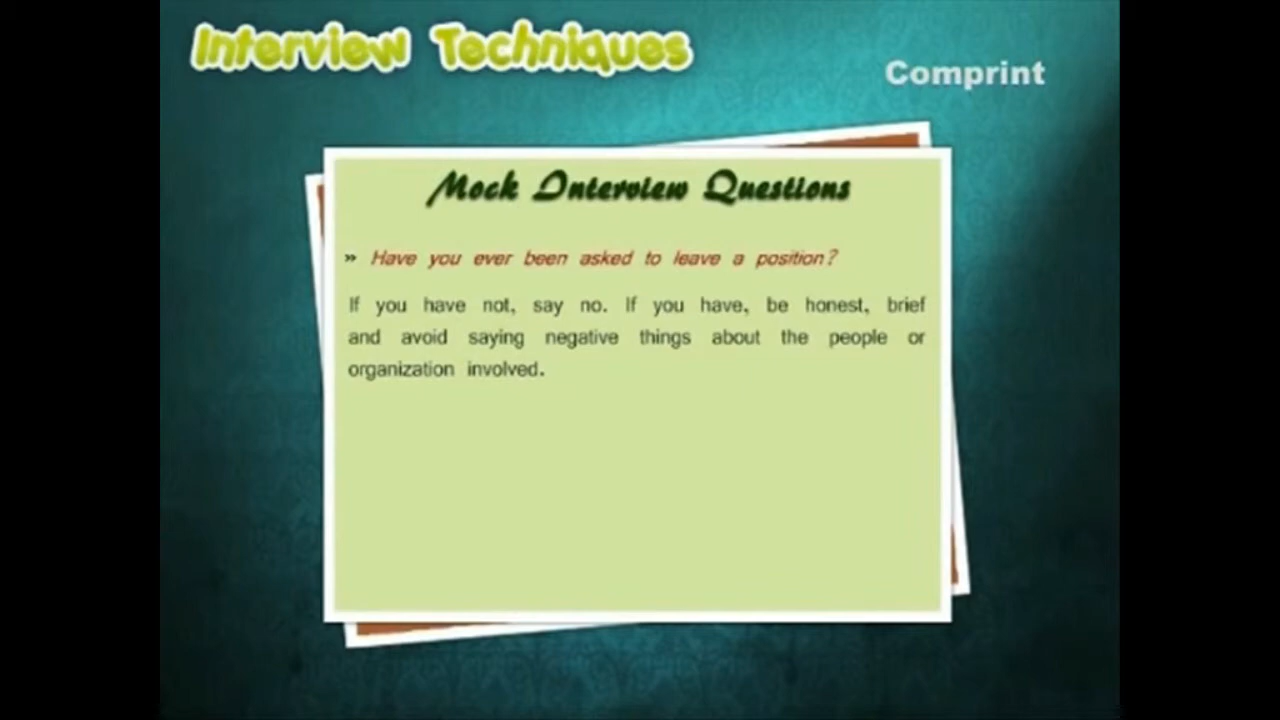 Interview Techniques
Comprint
Mock Interview Questions
» Have you ever been asked to leave a position?
If you have not, say no. If you have, be honest, brief
and avoid saying negative things about the people or
organization involved.